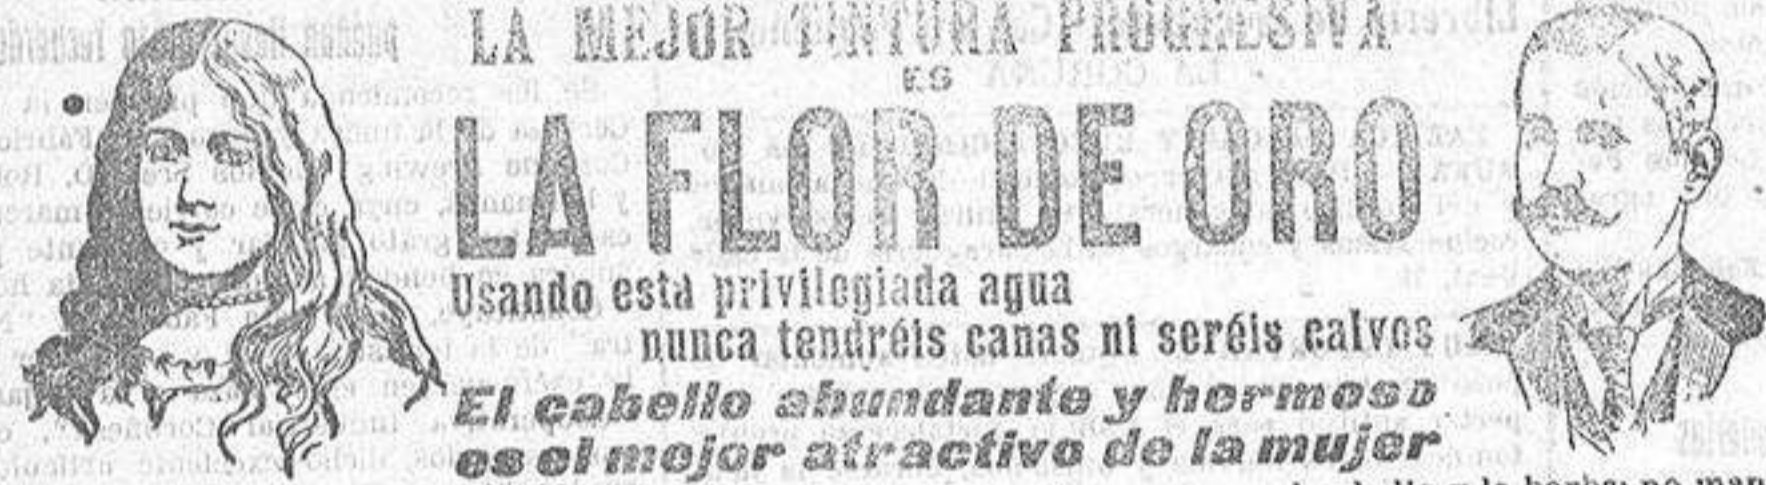 LA MEJOR TINTURA PROGRESIVA
ES
LA FLOR DE ORO
Usando esta privilegiada agua
nunca tendréis canas ni seréis calvos
El cabello abundante y hermoso
es el mejor atractivo de la mujer